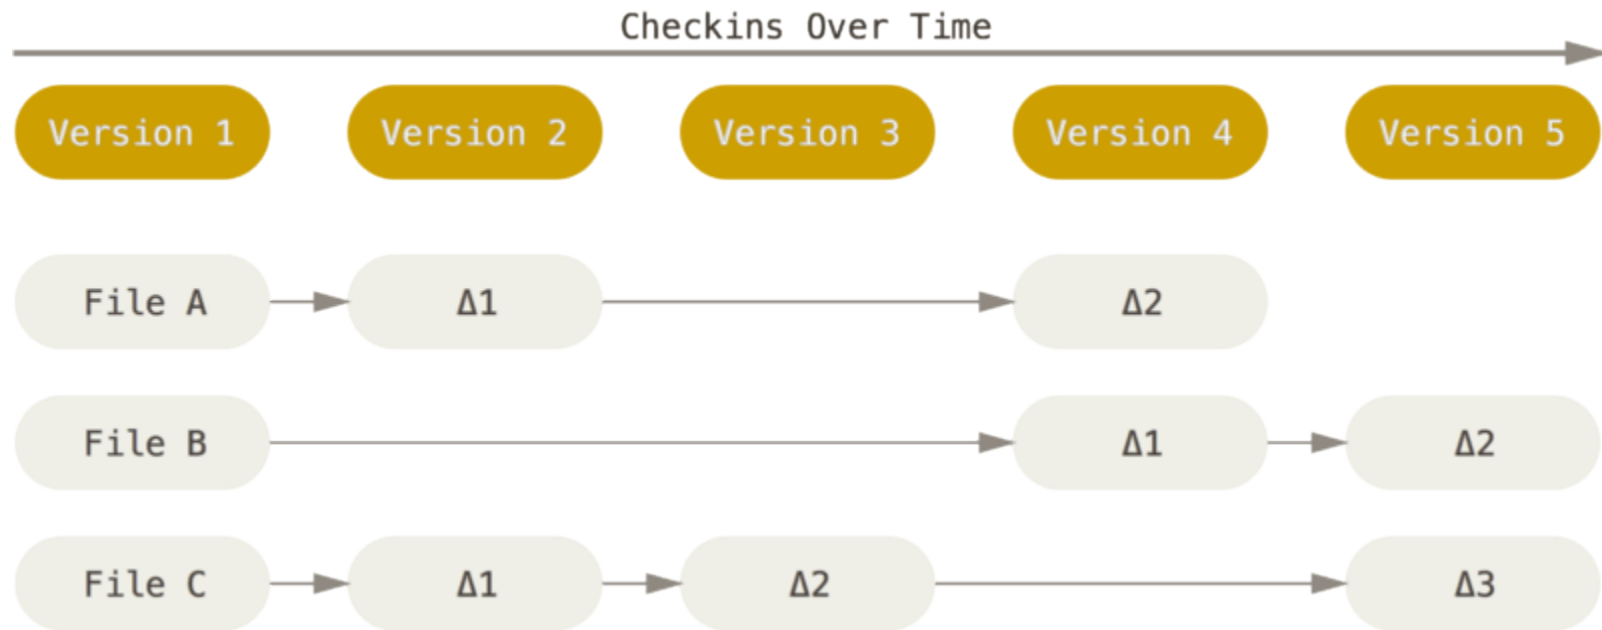 Checkins Over Time
Version 1 Version 2 Version 3 Version 4 Version 5
File A Δ1 Δ2
File B Δ1 Δ2
File C Δ1 Δ2 Δ3